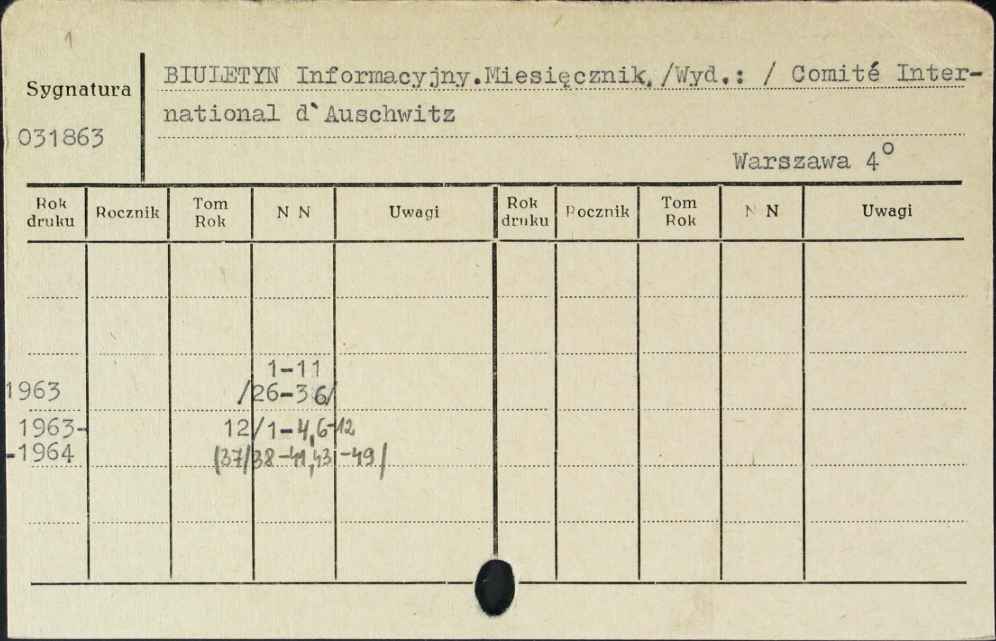 1
BIULETYN Informacyjny.Miesięcznik./Wyd.: / Comité Inter-
Sygnatura
national d`Auschwitz
031863
Warszawa 4°
Rok druku Rocznik Tom Rok N N Uwagi Rok druku Rocznik Tom Rok N N Uwagi
1-11
1963 /26-36/
1963- 12/1-4,6-12
-1964 (37/38-41,43-49/